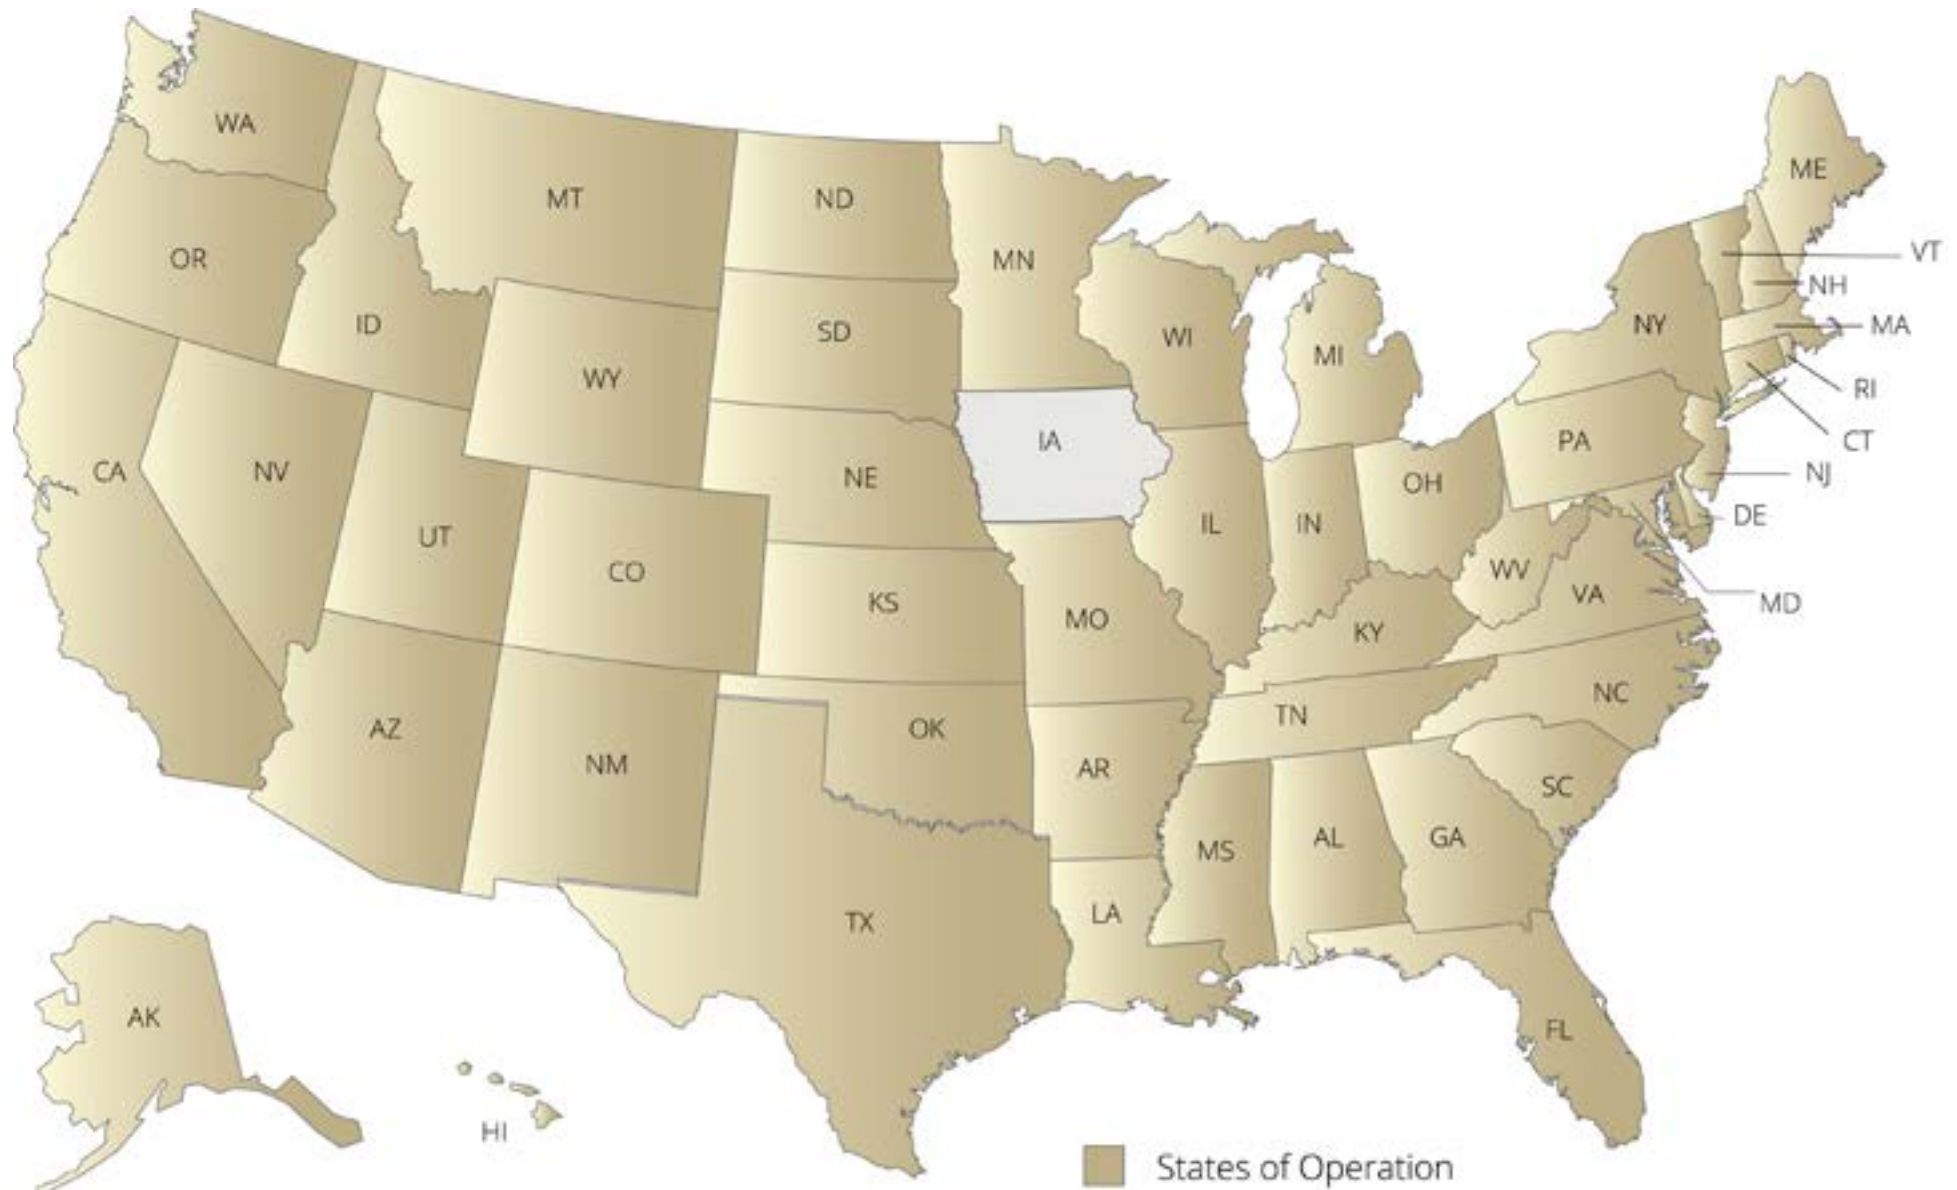 WA
MT
ND
ME
OR
MN
VT
NH
ID
SD
WI
NY
MA
MI
WY
RI
IA
PA
CT
CA
NV
NE
OH
NJ
UT
IL
IN
DE
CO
WV
KS
VA
MD
MO
KY
NC
AZ
OK
TN
NM
AR
SC
MS
AL
GA
LA
TX
AK
FL
HI
States of Operation